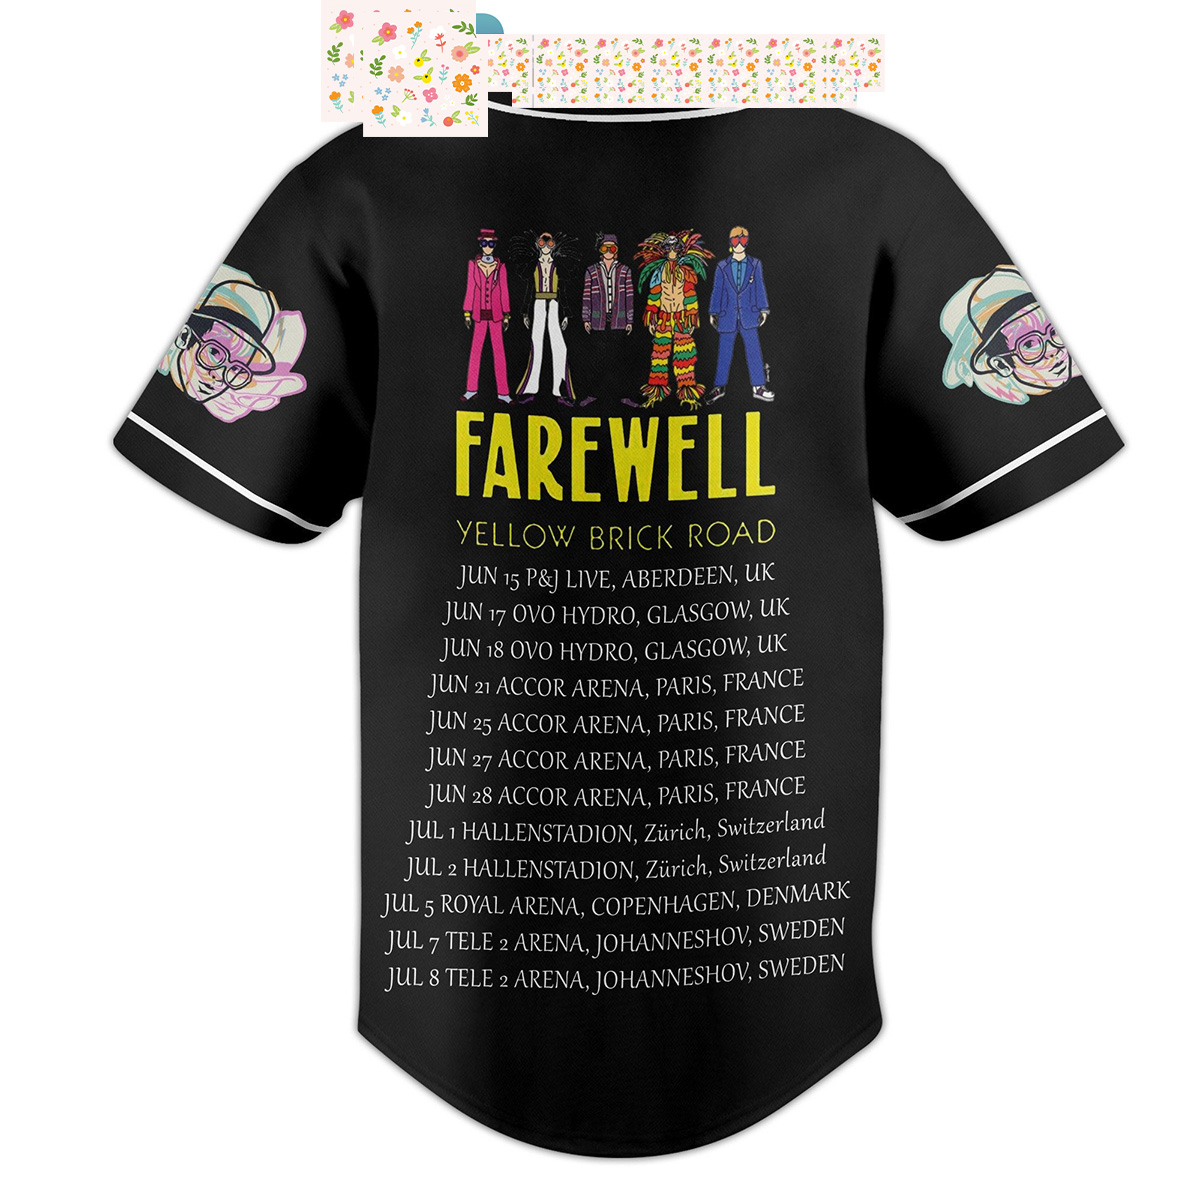 FAREWELL
YELLOW BRICK ROAD
JUN 15 P&J LIVE, ABERDEEN, UK
JUN 17 OVO HYDRO, GLASGOW, UK
JUN 18 OVO HYDRO, GLASGOW, UK
JUN 21 ACCOR ARENA, PARIS, FRANCE
JUN 25 ACCOR ARENA, PARIS, FRANCE
JUN 27 ACCOR ARENA, PARIS, FRANCE
JUN 28 ACCOR ARENA, PARIS, FRANCE
JUL 1 HALLENSTADION, Zürich, Switzerland
JUL 2 HALLENSTADION, Zürich, Switzerland
JUL 5 ROYAL ARENA, COPENHAGEN, DENMARK
JUL 7 TELE 2 ARENA, JOHANNESHOV, SWEDEN
JUL 8 TELE 2 ARENA, JOHANNESHOV, SWEDEN